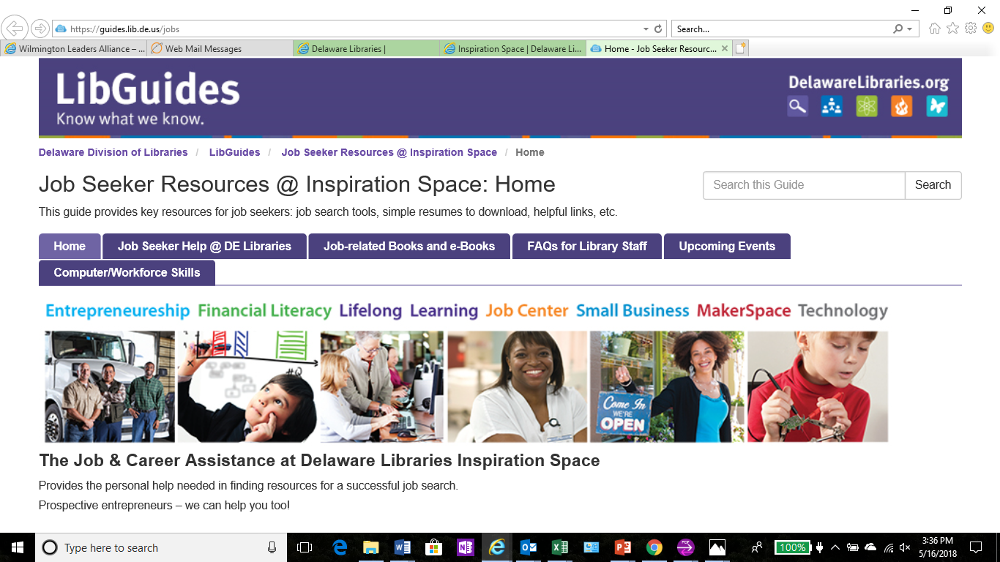 https://guides.lib.de.us/jobs
Search...
Wilmington Leaders Alliance – ...
Web Mail Messages
Delaware Libraries |
Inspiration Space | Delaware Li...
Home - Job Seeker Resourc...
LibGuides
Know what we know.
DelawareLibraries.org
Delaware Division of Libraries / LibGuides / Job Seeker Resources @ Inspiration Space / Home
Job Seeker Resources @ Inspiration Space: Home
Search this Guide
Search
This guide provides key resources for job seekers: job search tools, simple resumes to download, helpful links, etc.
Home
Job Seeker Help @ DE Libraries
Job-related Books and e-Books
FAQs for Library Staff
Upcoming Events
Computer/Workforce Skills
Entrepreneureship Financial Literacy Lifelong Learning Job Center Small Business MakerSpace Technology
Come In
WE'RE
OPEN
The Job & Career Assistance at Delaware Libraries Inspiration Space
Provides the personal help needed in finding resources for a successful job search.
Prospective entrepreneurs – we can help you too!
Type here to search
100%
3:36 PM
5/16/2018